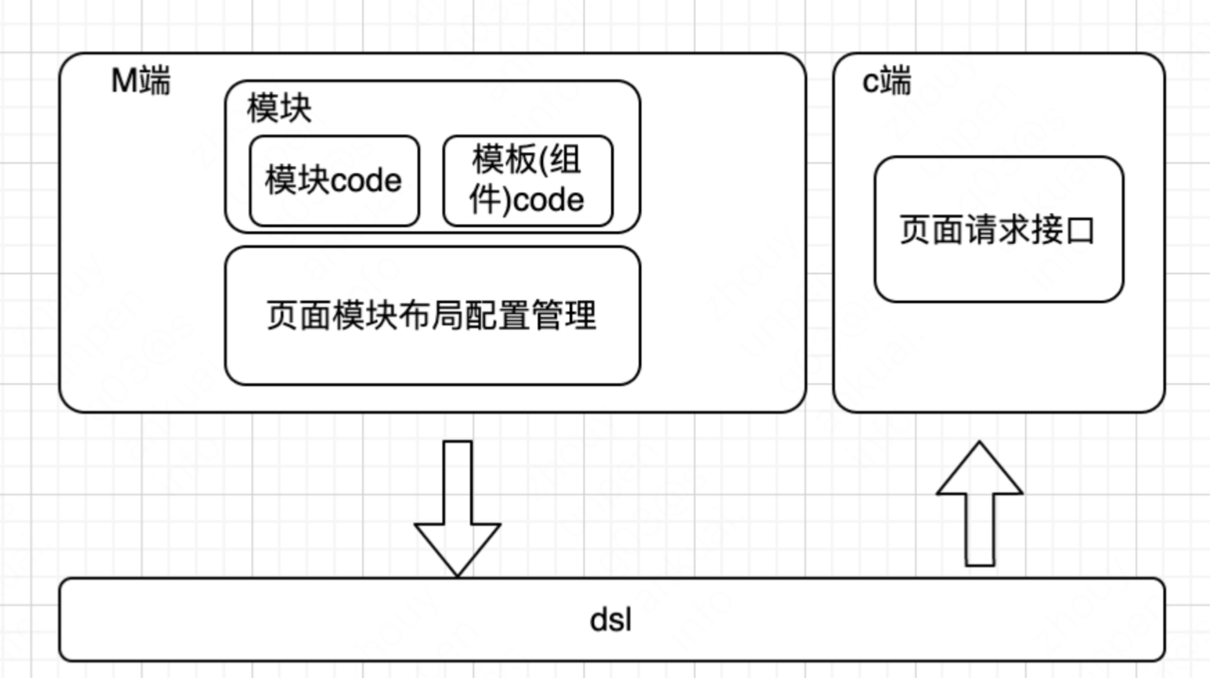 M端
模块
模块code
模板(组
件)code
页面模块布局配置管理
c端
页面请求接口
dsl